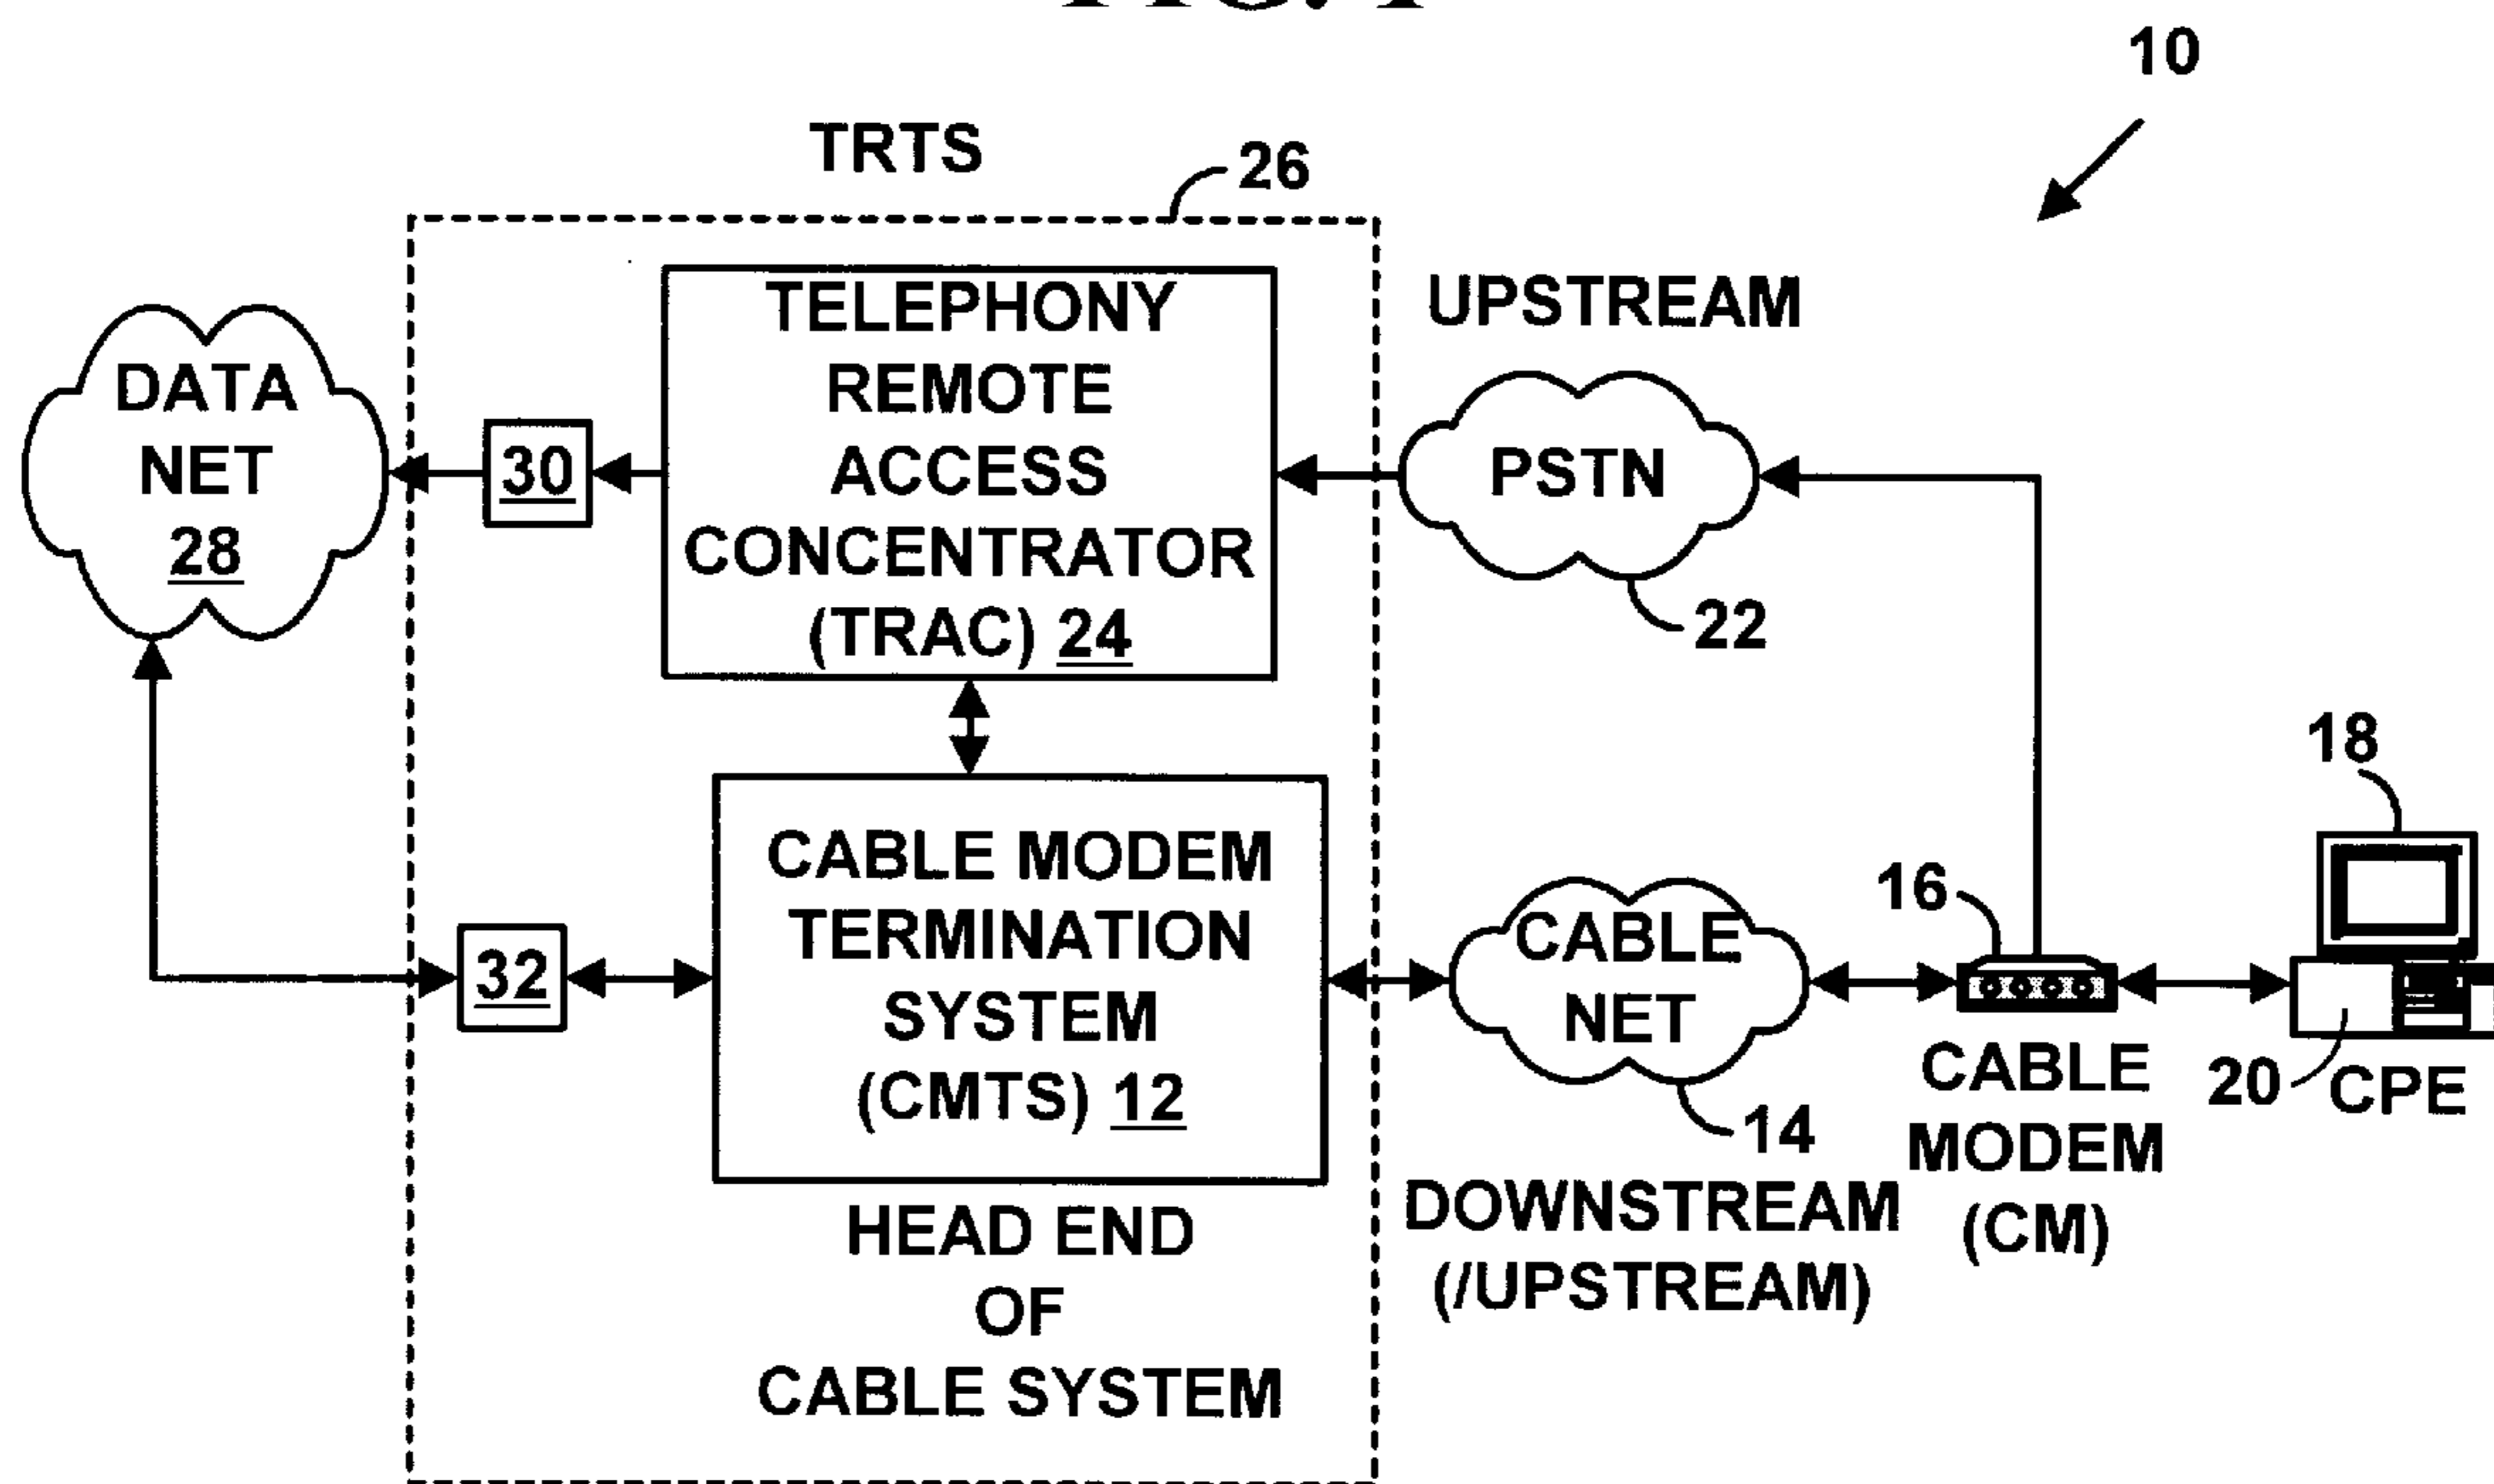 10
TRTS
26
TELEPHONY
REMOTE
ACCESS
CONCENTRATOR
(TRAC) 24
UPSTREAM
PSTN
22
DATA
NET
28
30
18
CABLE MODEM
TERMINATION
SYSTEM
(CMTS) 12
32
CABLE
NET
14
16
CABLE
MODEM
(CM)
20
CPE
HEAD END
OF
CABLE SYSTEM
DOWNSTREAM
(/UPSTREAM)